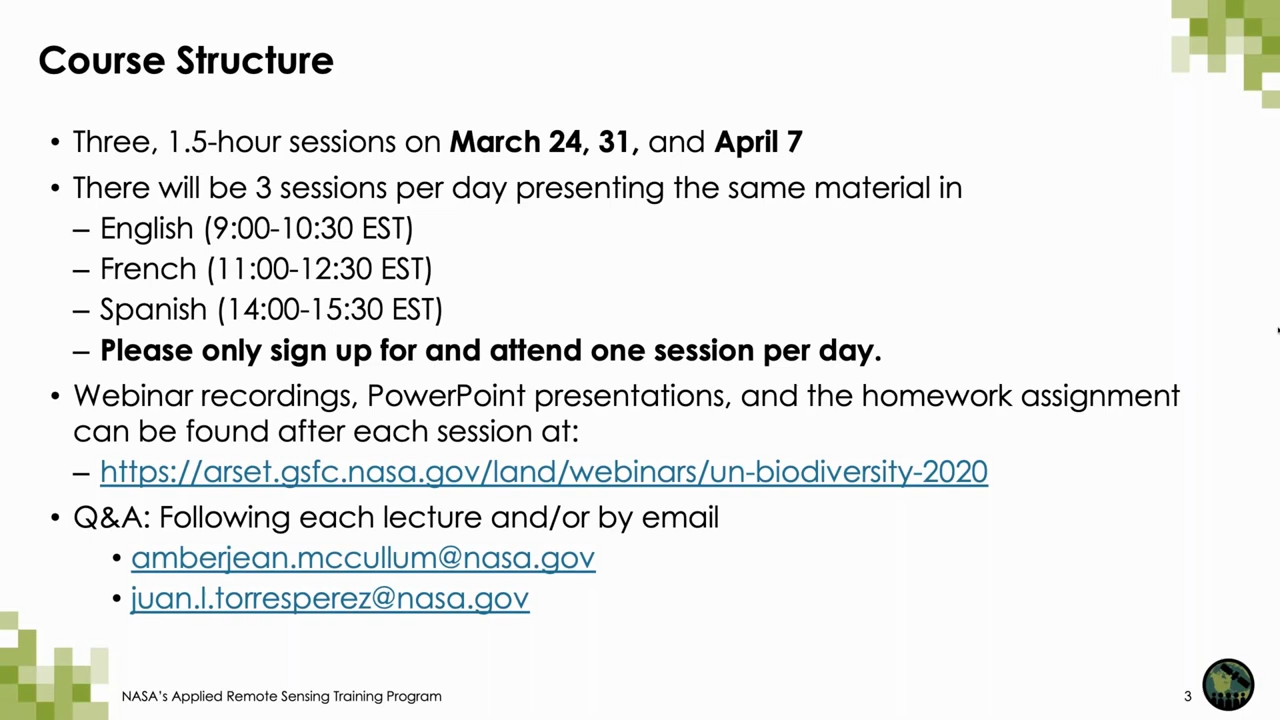 Course Structure
• Three, 1.5-hour sessions on March 24, 31, and April 7
• There will be 3 sessions per day presenting the same material in
– English (9:00-10:30 EST)
– French (11:00-12:30 EST)
– Spanish (14:00-15:30 EST)
– Please only sign up for and attend one session per day.
• Webinar recordings, PowerPoint presentations, and the homework assignment
can be found after each session at:
– https://arset.gsfc.nasa.gov/land/webinars/un-biodiversity-2020
• Q&A: Following each lecture and/or by email
• amberjean.mccullum@nasa.gov
• juan.l.torresperez@nasa.gov
NASA's Applied Remote Sensing Training Program
3